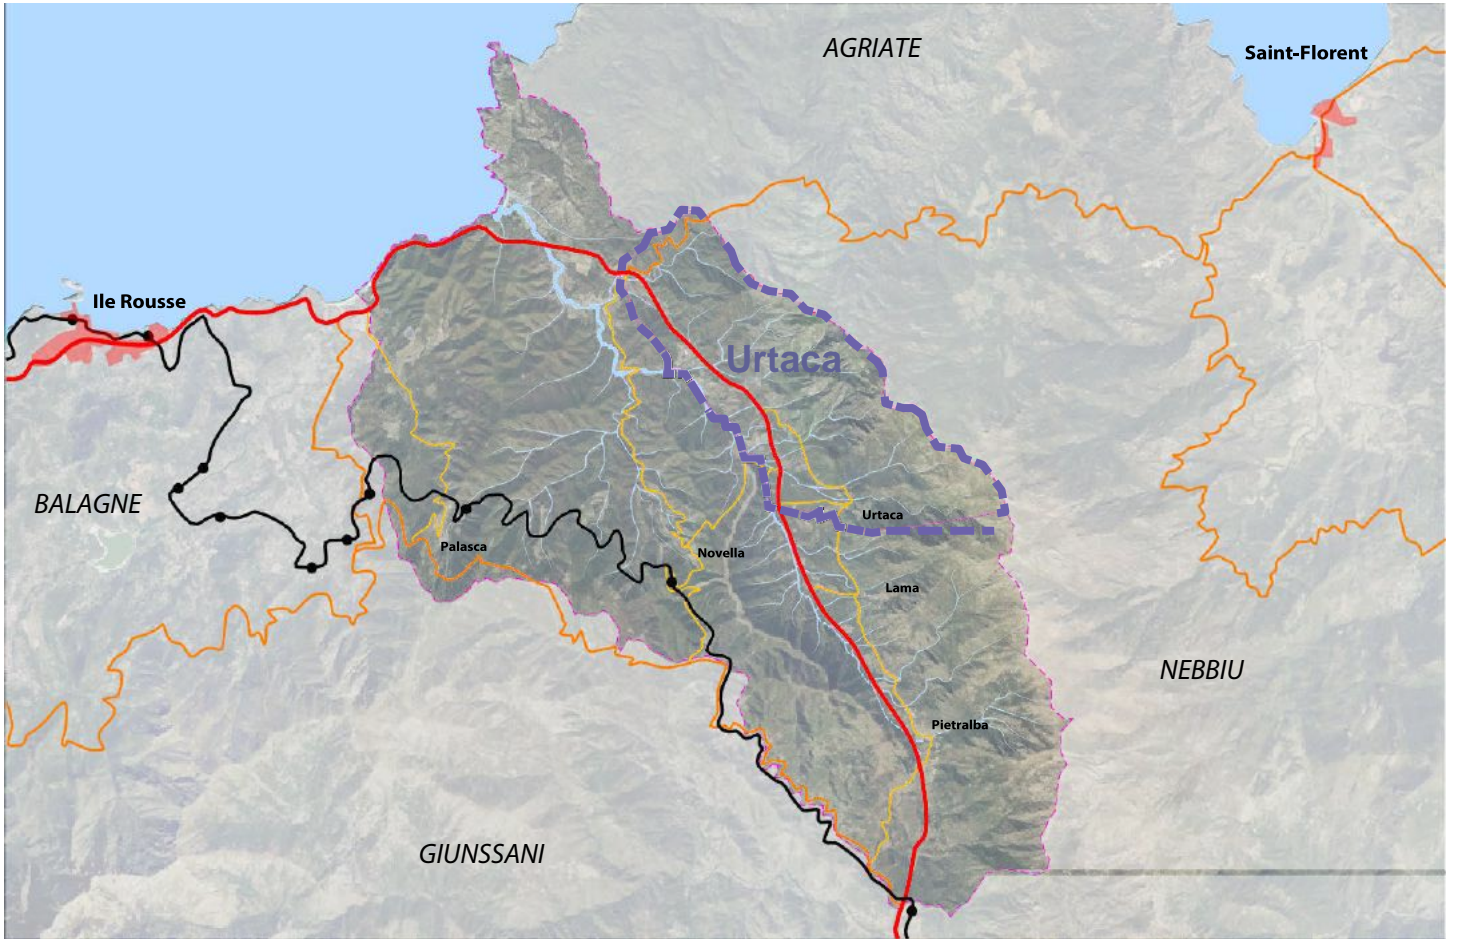 AGRIATE
Saint-Florent
Ile Rousse
Urtaca
BALAGNE
Urtaca
Palasca
Novella
Lama
NEBBIU
Pietralba
GIUNSSANI